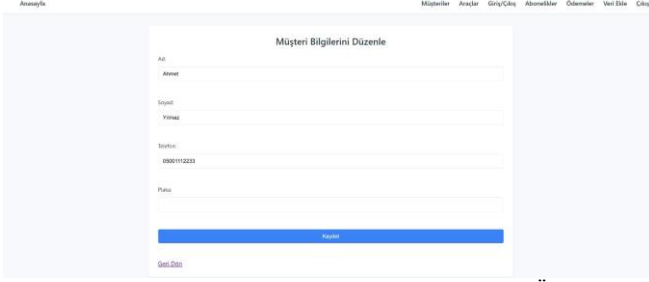 Anasayfa Müşteriler Araçlar Giriş/Çıkış Abonelikler Ödemeler Veri Ekle Çıkış
Müşteri Bilgilerini Düzenle
Ad:
Ahmet
Soyad:
Yılmaz
Telefon:
05001112233
Plaka:
Kaydet
Geri Dön